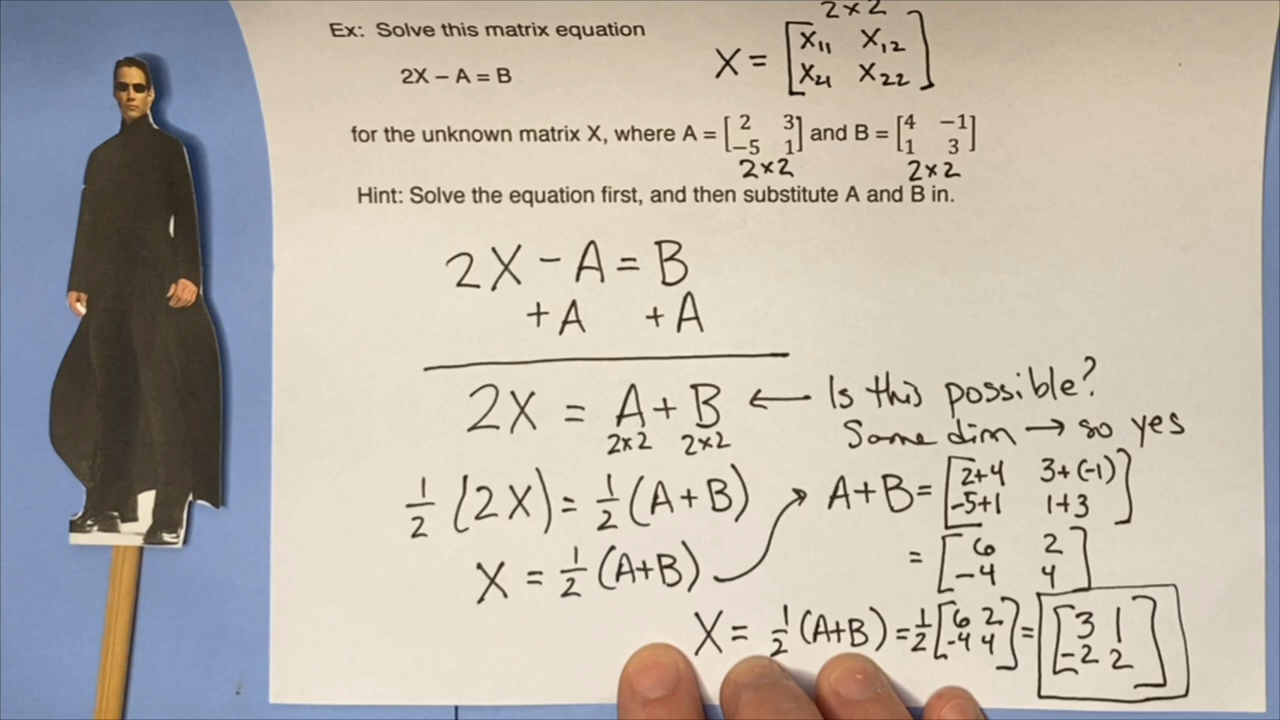 Ex: Solve this matrix equation
2X – A = B
2×2
X = [x11 x12
x21 x22]
for the unknown matrix X, where A = [2 3
–5 1] and B = [4 –1
1 3]
2×2 2×2
Hint: Solve the equation first, and then substitute A and B in.
2X – A = B
+A +A
2X = A + B ← Is this possible?
2×2 2×2
Same dim → so yes
1/2 (2X) = 1/2 (A+B)
X = 1/2 (A+B)
A+B = [2+4 3+(-1)
-5+1 1+3]
= [6 2
-4 4]
X = 1/2 (A+B) = 1/2 [6 2
-4 4] = [3 1
-2 2]